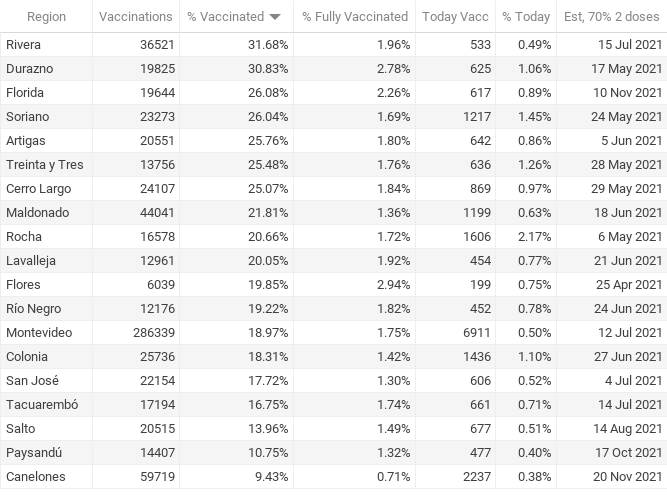 Region Vaccinations % Vaccinated % Fully Vaccinated Today Vacc % Today Est, 70% 2 doses
Rivera 36521 31.68% 1.96% 533 0.49% 15 Jul 2021
Durazno 19825 30.83% 2.78% 625 1.06% 17 May 2021
Florida 19644 26.08% 2.26% 617 0.89% 10 Nov 2021
Soriano 23273 26.04% 1.69% 1217 1.45% 24 May 2021
Artigas 20551 25.76% 1.80% 642 0.86% 5 Jun 2021
Treinta y Tres 13756 25.48% 1.76% 636 1.26% 28 May 2021
Cerro Largo 24107 25.07% 1.84% 869 0.97% 29 May 2021
Maldonado 44041 21.81% 1.36% 1199 0.63% 18 Jun 2021
Rocha 16578 20.66% 1.72% 1606 2.17% 6 May 2021
Lavalleja 12961 20.05% 1.92% 454 0.77% 21 Jun 2021
Flores 6039 19.85% 2.94% 199 0.75% 25 Apr 2021
Río Negro 12176 19.22% 1.82% 452 0.78% 24 Jun 2021
Montevideo 286339 18.97% 1.75% 6911 0.50% 12 Jul 2021
Colonia 25736 18.31% 1.42% 1436 1.10% 27 Jun 2021
San José 22154 17.72% 1.30% 606 0.52% 4 Jul 2021
Tacuarembó 17194 16.75% 1.74% 661 0.71% 14 Jul 2021
Salto 20515 13.96% 1.49% 677 0.51% 14 Aug 2021
Paysandú 14407 10.75% 1.32% 477 0.40% 17 Oct 2021
Canelones 59719 9.43% 0.71% 2237 0.38% 20 Nov 2021